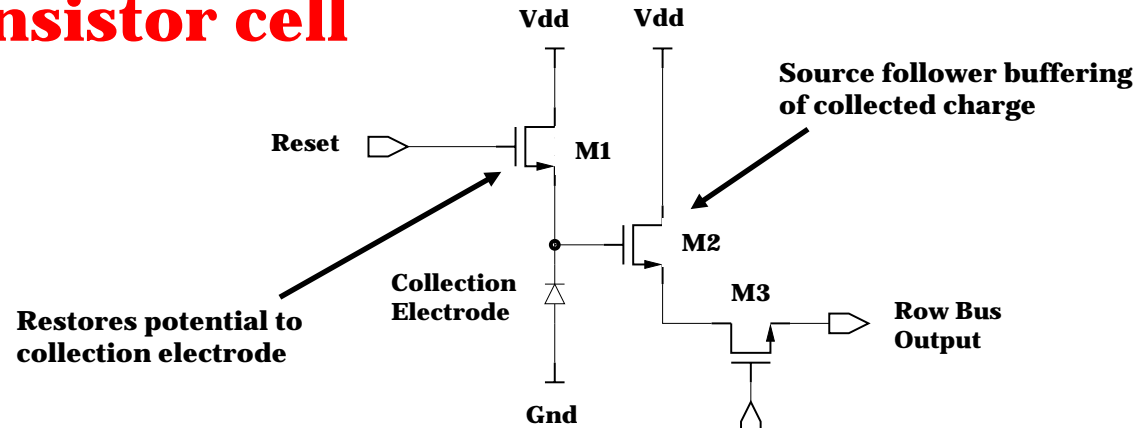 nsistor cell
Vdd
Vdd
Source follower buffering
of collected charge
Reset
M1
M2
Collection
Electrode
M3
Row Bus
Output
Restores potential to
collection electrode
Gnd